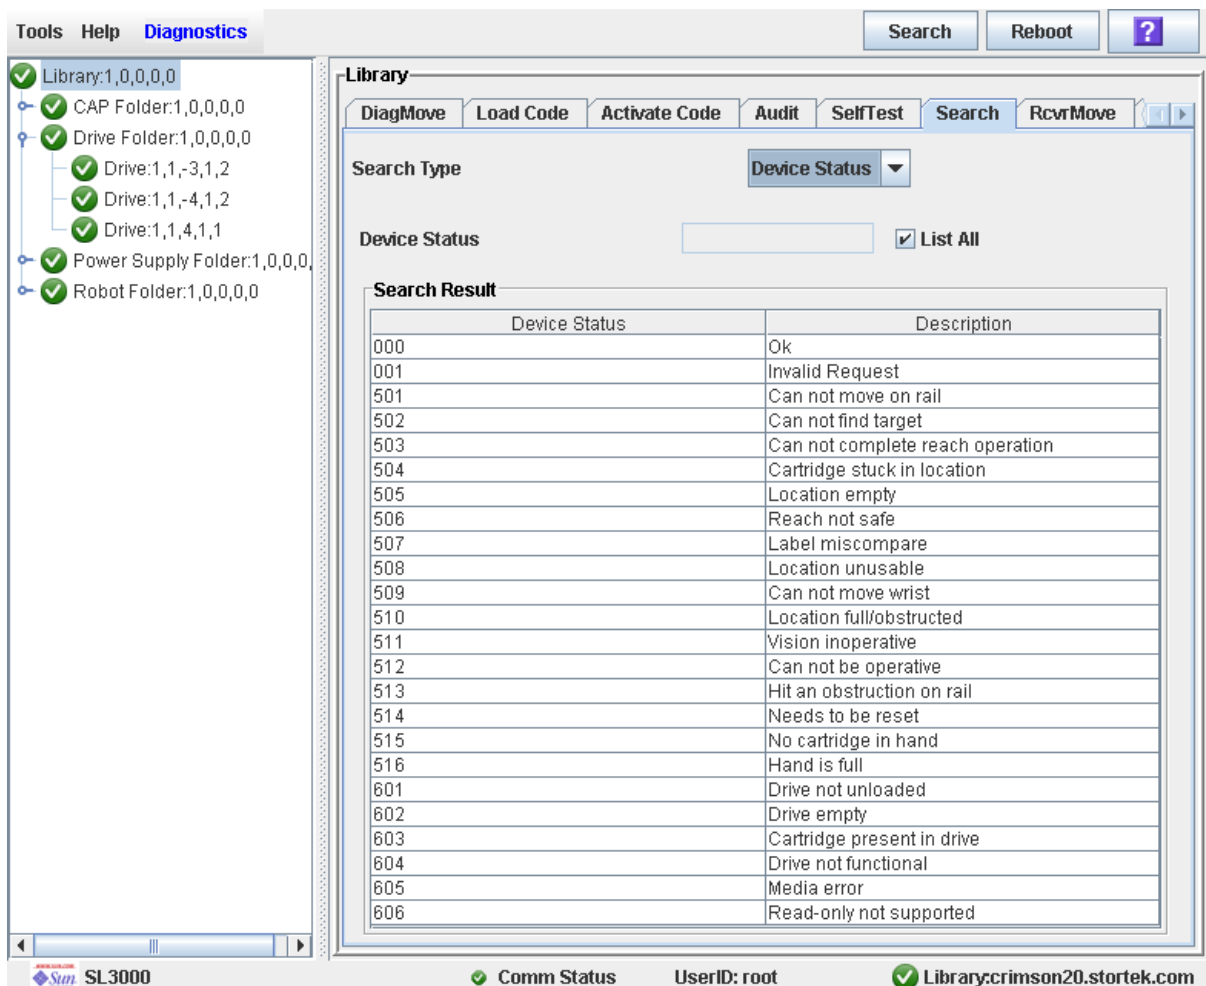 Tools Help Diagnostics
Search Reboot ?
Library:1,0,0,0,0
CAP Folder:1,0,0,0,0
Drive Folder:1,0,0,0,0
Drive:1,1,-3,1,2
Drive:1,1,-4,1,2
Drive:1,1,4,1,1
Power Supply Folder:1,0,0,0,
Robot Folder:1,0,0,0,0
Library
DiagMove Load Code Activate Code Audit SelfTest Search RcvrMove
Search Type Device Status
Device Status List All
Search Result
Device Status Description
000 Ok
001 Invalid Request
501 Can not move on rail
502 Can not find target
503 Can not complete reach operation
504 Cartridge stuck in location
505 Location empty
506 Reach not safe
507 Label miscompare
508 Location unusable
509 Can not move wrist
510 Location full/obstructed
511 Vision inoperative
512 Can not be operative
513 Hit an obstruction on rail
514 Needs to be reset
515 No cartridge in hand
516 Hand is full
601 Drive not unloaded
602 Drive empty
603 Cartridge present in drive
604 Drive not functional
605 Media error
606 Read-only not supported
Sun SL3000 Comm Status UserID: root Library:crimson20.stortek.com